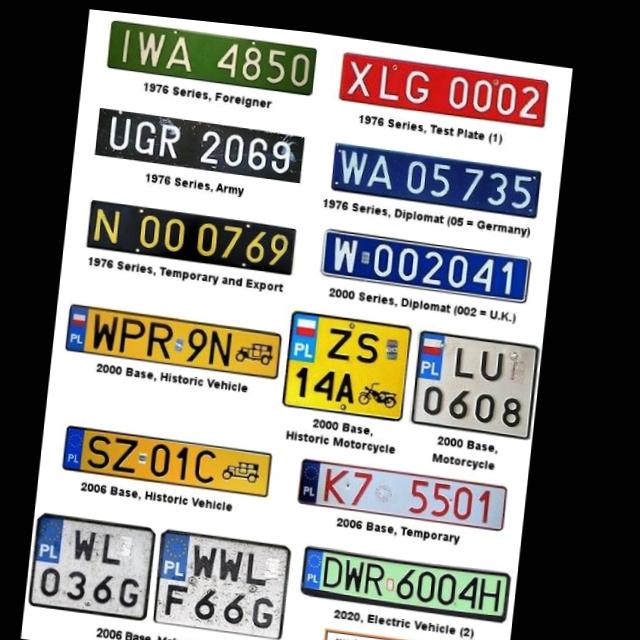 IWA 4850
1976 Series, Foreigner
XLG 0002
1976 Series, Test Plate (1)
UGR 2069
1976 Series, Army
WA 05 735
1976 Series, Diplomat (05 = Germany)
N 00 0769
1976 Series, Temporary and Export
W 002041
2000 Series, Diplomat (002 = U.K.)
PL WPR 9N
2000 Base, Historic Vehicle
PL ZS
14A
2000 Base,
Historic Motorcycle
PL LU
0608
2000 Base,
Motorcycle
PL SZ 01C
2006 Base, Historic Vehicle
PL K7 5501
2006 Base, Temporary
PL WL
036G
PL WWL
F66G
2006 Base,
PL DWR 6004H
2020, Electric Vehicle (2)